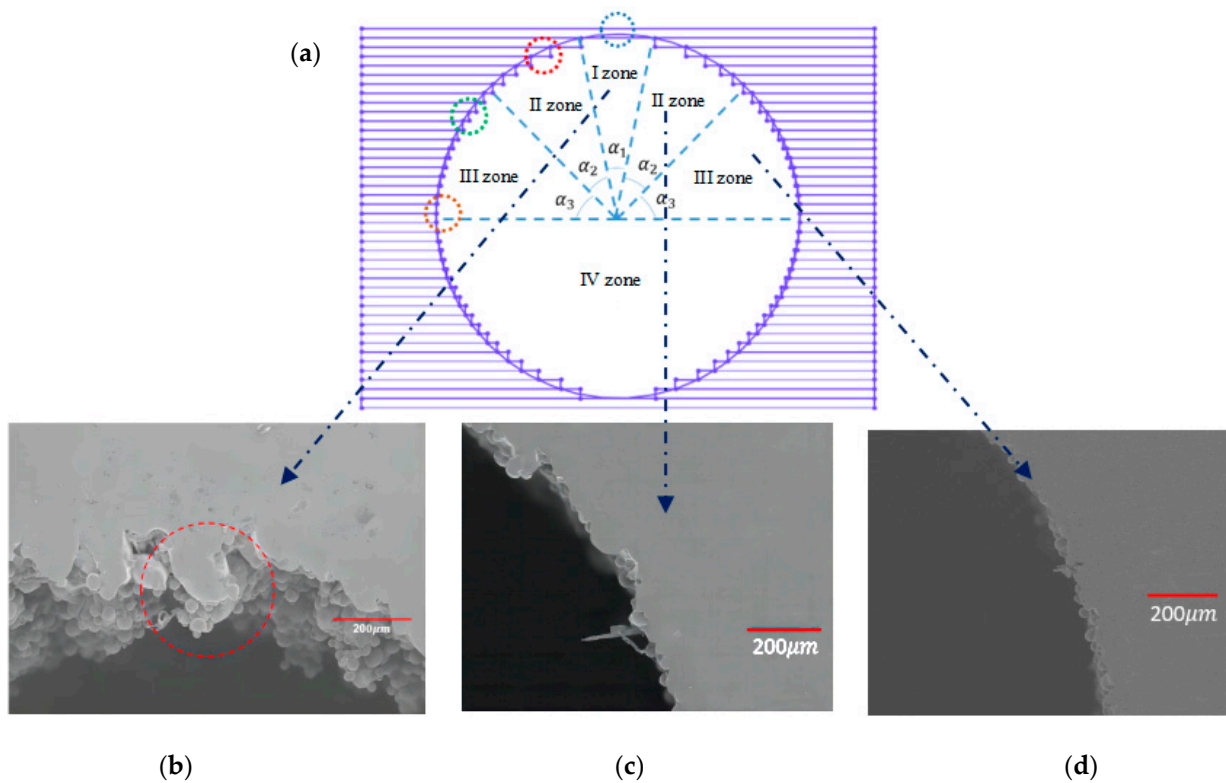 (a)
I zone
II zone
II zone
α₁
α₂
α₂
III zone
III zone
α₃
α₃
IV zone
200μm
200μm
200μm
(b)
(c)
(d)